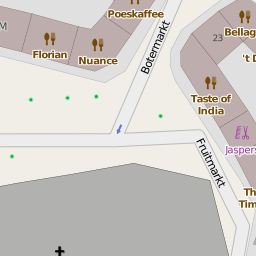 Poeskaffee
M
Florian
Nuance
Botermarkt
23
Bellag
't D
Taste of
India
Jaspers
Fruitmarkt
Th
Tim